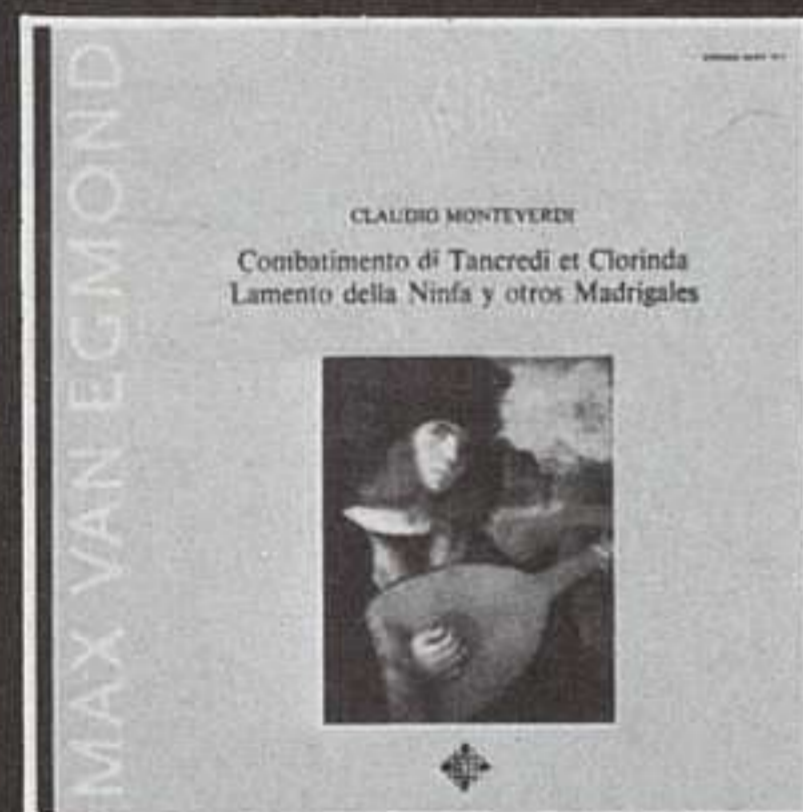 MAX VAN EGMOND
CLAUDIO MONTEVERDI
Combatimento di Tancredi et Clorinda
Lamento della Ninfa y otros Madrigales